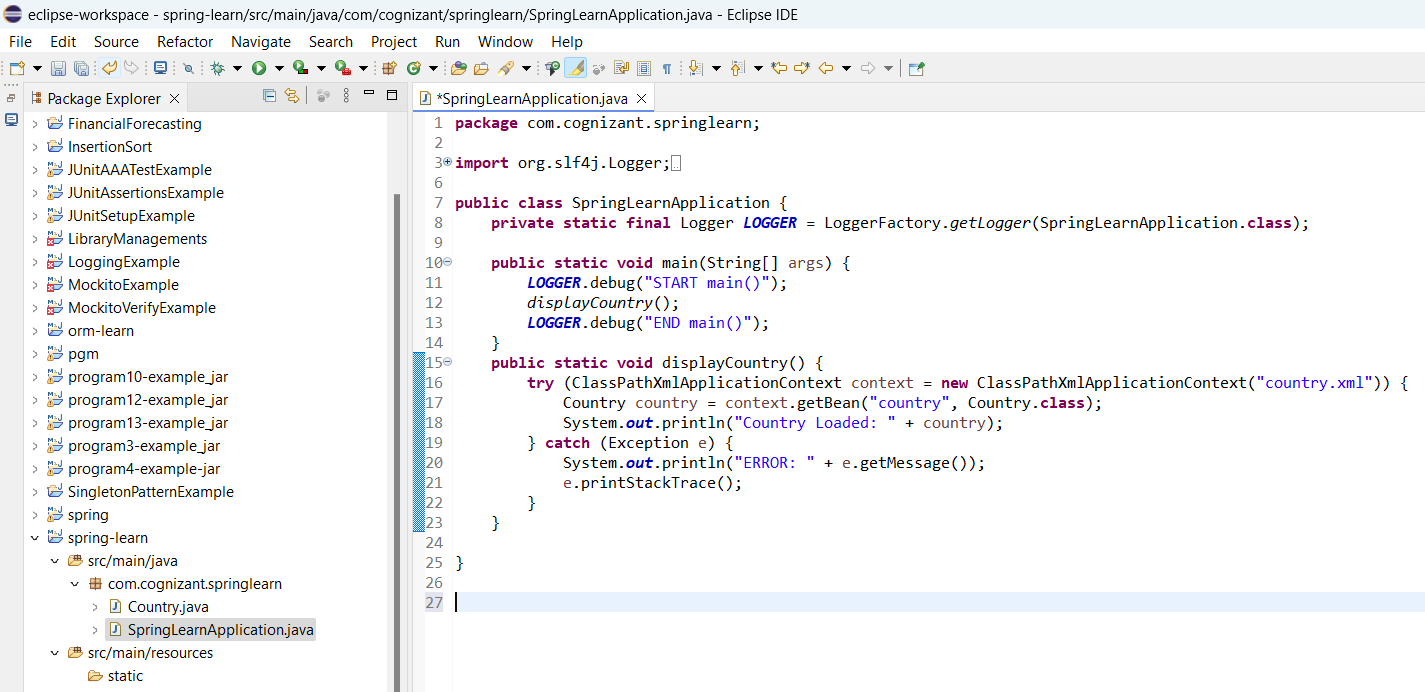 eclipse-workspace - spring-learn/src/main/java/com/cognizant/springlearn/SpringLearnApplication.java - Eclipse IDE
File Edit Source Refactor Navigate Search Project Run Window Help
Package Explorer
FinancialForecasting
InsertionSort
JUnitAAATestExample
JUnitAssertionsExample
JUnitSetupExample
LibraryManagements
LoggingExample
MockitoExample
MockitoVerifyExample
orm-learn
pgm
program10-example_jar
program12-example_jar
program13-example_jar
program3-example_jar
program4-example-jar
SingletonPatternExample
spring
spring-learn
src/main/java
com.cognizant.springlearn
Country.java
SpringLearnApplication.java
src/main/resources
static
*SpringLearnApplication.java
1 package com.cognizant.springlearn;
2
3 import org.slf4j.Logger;
6
7 public class SpringLearnApplication {
8     private static final Logger LOGGER = LoggerFactory.getLogger(SpringLearnApplication.class);
9
10     public static void main(String[] args) {
11         LOGGER.debug("START main()");
12         displayCountry();
13         LOGGER.debug("END main()");
14     }
15     public static void displayCountry() {
16         try (ClassPathXmlApplicationContext context = new ClassPathXmlApplicationContext("country.xml")) {
17             Country country = context.getBean("country", Country.class);
18             System.out.println("Country Loaded: " + country);
19         } catch (Exception e) {
20             System.out.println("ERROR: " + e.getMessage());
21             e.printStackTrace();
22         }
23     }
24
25 }
26
27